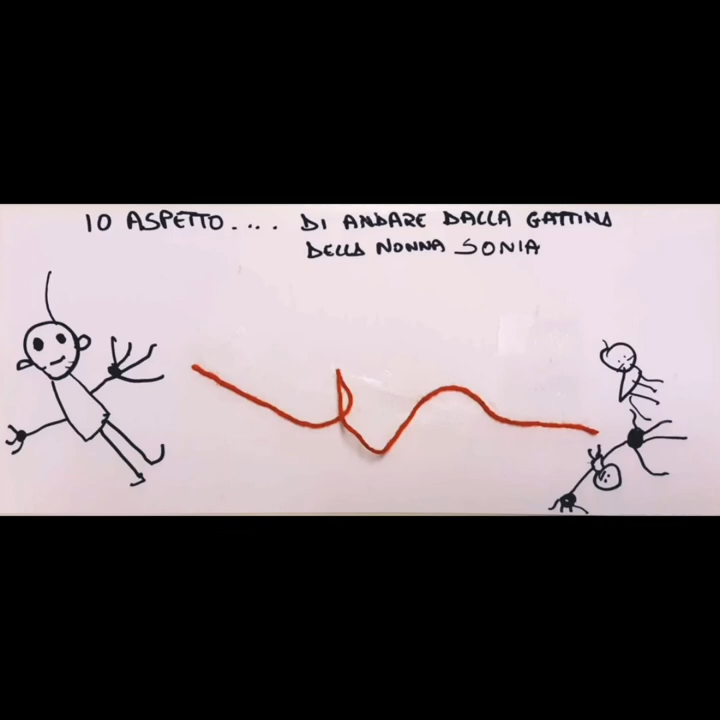 IO ASPETTO.... DI ANDARE DALLA GATTINA
DELLA NONNA SONIA